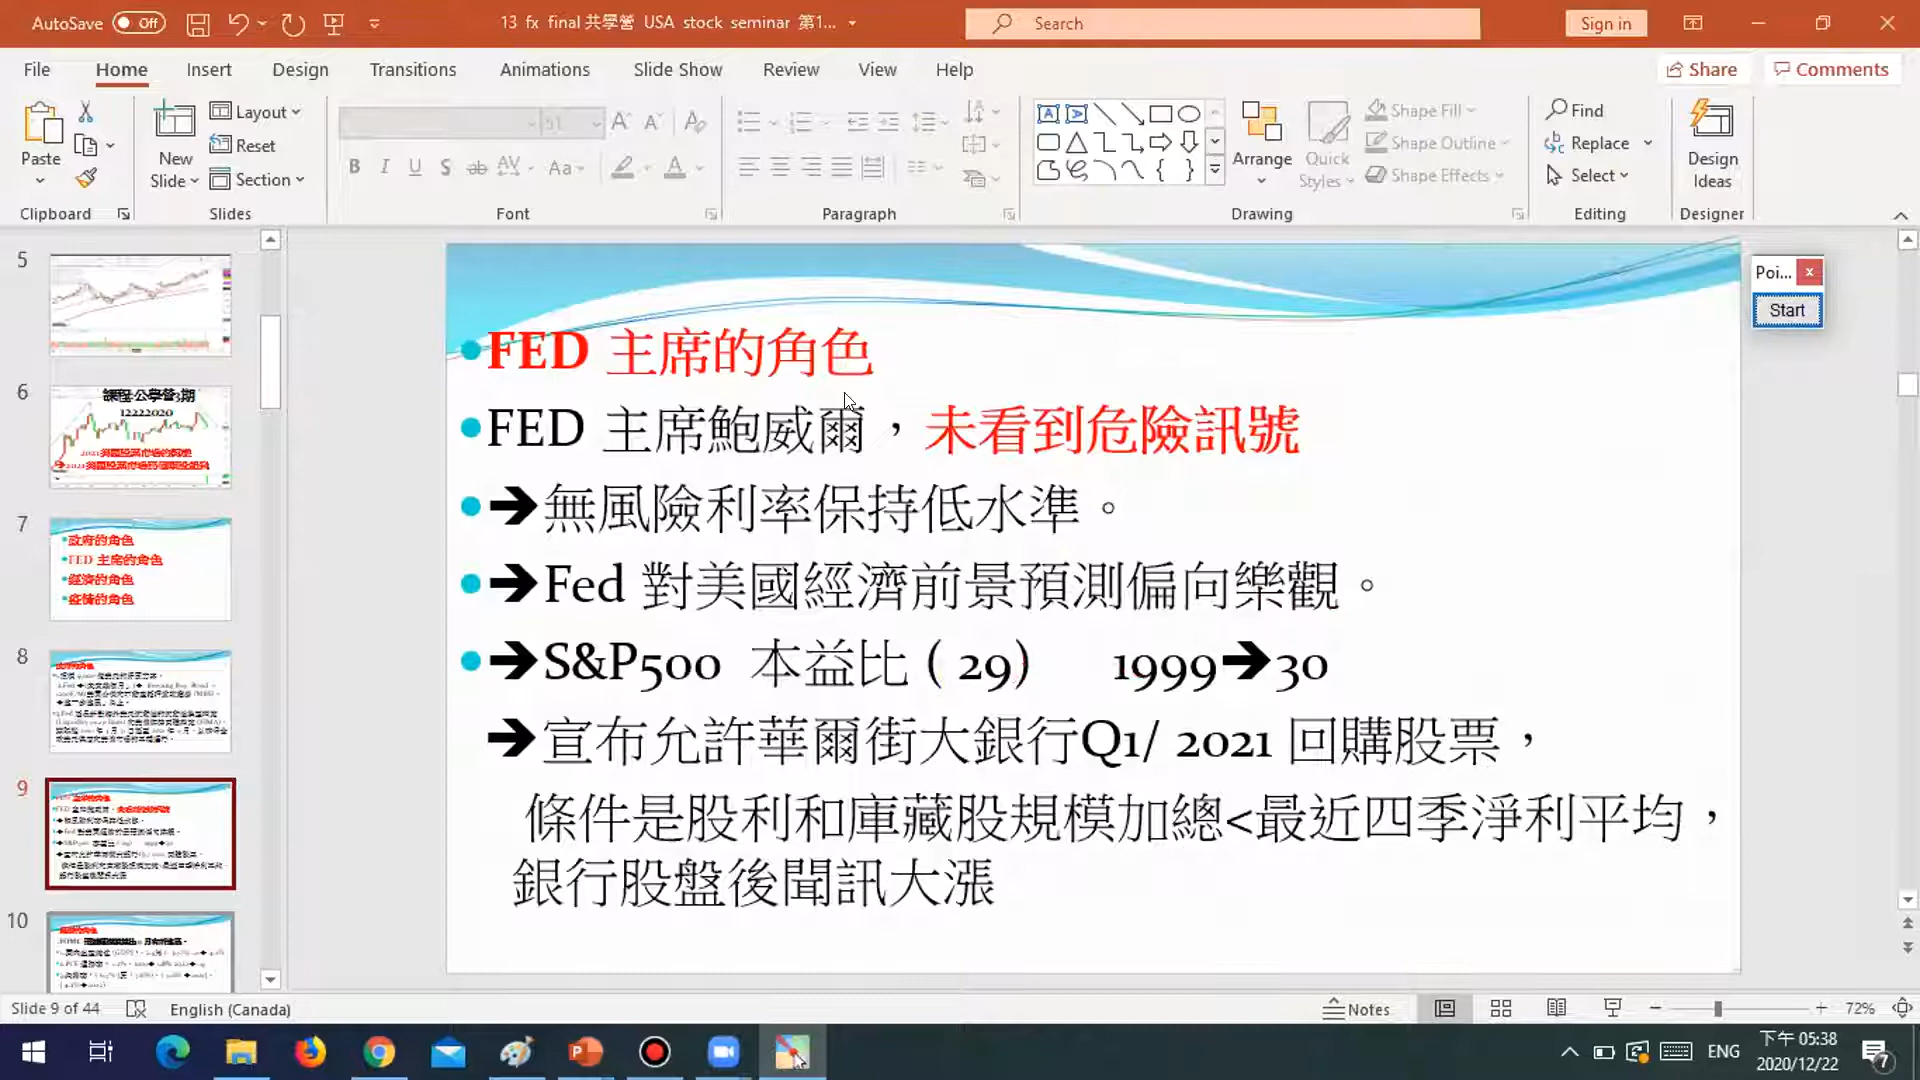 AutoSave Off
13 fx final 共學營 USA stock seminar 第1...
Search
Sign in
File Home Insert Design Transitions Animations Slide Show Review View Help
Share Comments
Paste
New Slide
Layout
Reset
Section
51
Arrange
Quick Styles
Shape Fill
Shape Outline
Shape Effects
Find
Replace
Select
Design Ideas
Clipboard Slides Font Paragraph Drawing Editing Designer
5
6
12222020
7
政府的角色
FED 主席的角色
經濟的角色
疫情的角色
8
9
10
FED 主席的角色
FED 主席鮑威爾，未看到危險訊號
➔無風險利率保持低水準。
➔Fed 對美國經濟前景預測偏向樂觀。
➔S&P500 本益比 ( 29) 1999➔30
➔宣布允許華爾街大銀行Q1/ 2021 回購股票，
條件是股利和庫藏股規模加總<最近四季淨利平均，
銀行股盤後聞訊大漲
Poi... x
Start
Slide 9 of 44
English (Canada)
Notes
72%
ENG
下午 05:38
2020/12/22
7